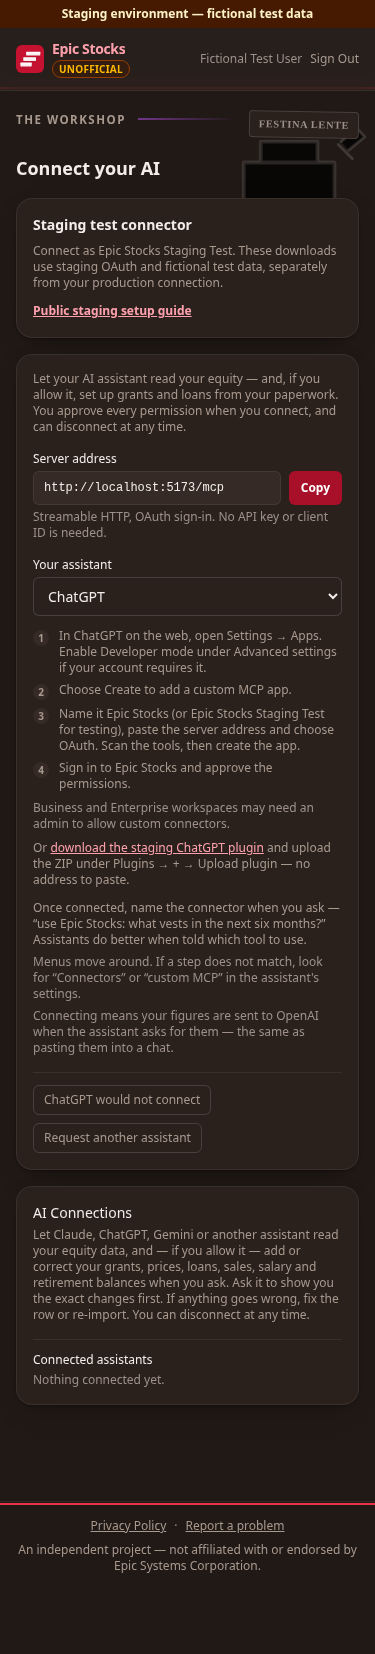 Staging environment — fictional test data
Epic Stocks
UNOFFICIAL
Fictional Test User
Sign Out
THE WORKSHOP
FESTINA LENTE
Connect your AI
Staging test connector
Connect as Epic Stocks Staging Test. These downloads
use staging OAuth and fictional test data, separately
from your production connection.
Public staging setup guide
Let your AI assistant read your equity — and, if you
allow it, set up grants and loans from your paperwork.
You approve every permission when you connect, and
can disconnect at any time.
Server address
http://localhost:5173/mcp
Copy
Streamable HTTP, OAuth sign-in. No API key or client
ID is needed.
Your assistant
ChatGPT
1 In ChatGPT on the web, open Settings → Apps.
Enable Developer mode under Advanced settings
if your account requires it.
2 Choose Create to add a custom MCP app.
3 Name it Epic Stocks (or Epic Stocks Staging Test
for testing), paste the server address and choose
OAuth. Scan the tools, then create the app.
4 Sign in to Epic Stocks and approve the
permissions.
Business and Enterprise workspaces may need an
admin to allow custom connectors.
Or download the staging ChatGPT plugin and upload
the ZIP under Plugins → + → Upload plugin — no
address to paste.
Once connected, name the connector when you ask —
“use Epic Stocks: what vests in the next six months?”
Assistants do better when told which tool to use.
Menus move around. If a step does not match, look
for “Connectors” or “custom MCP” in the assistant's
settings.
Connecting means your figures are sent to OpenAI
when the assistant asks for them — the same as
pasting them into a chat.
ChatGPT would not connect
Request another assistant
AI Connections
Let Claude, ChatGPT, Gemini or another assistant read
your equity data, and — if you allow it — add or
correct your grants, prices, loans, sales, salary and
retirement balances when you ask. Ask it to show you
the exact changes first. If anything goes wrong, fix the
row or re-import. You can disconnect at any time.
Connected assistants
Nothing connected yet.
Privacy Policy · Report a problem
An independent project — not affiliated with or endorsed by
Epic Systems Corporation.